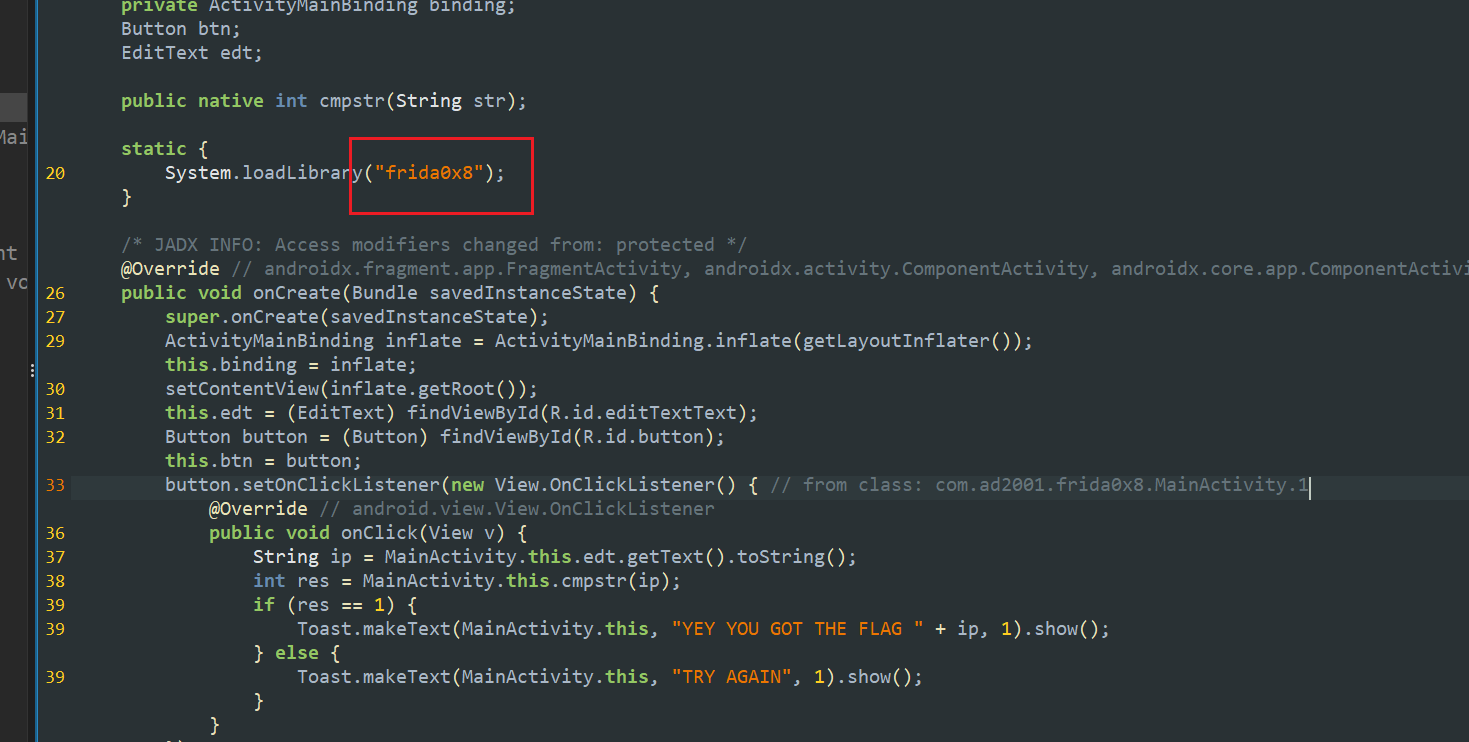 private ActivityMainBinding binding;
Button btn;
EditText edt;
public native int cmpstr(String str);
Mai
static {
20 System.loadLibrary("frida0x8");
}
/* JADX INFO: Access modifiers changed from: protected */
nt
@Override // androidx.fragment.app.FragmentActivity, androidx.activity.ComponentActivity, androidx.core.app.ComponentActivi
vo
26 public void onCreate(Bundle savedInstanceState) {
27 super.onCreate(savedInstanceState);
29 ActivityMainBinding inflate = ActivityMainBinding.inflate(getLayoutInflater());
this.binding = inflate;
30 setContentView(inflate.getRoot());
31 this.edt = (EditText) findViewById(R.id.editTextText);
32 Button button = (Button) findViewById(R.id.button);
this.btn = button;
33 button.setOnClickListener(new View.OnClickListener() { // from class: com.ad2001.frida0x8.MainActivity.1
@Override // android.view.View.OnClickListener
36 public void onClick(View v) {
37 String ip = MainActivity.this.edt.getText().toString();
38 int res = MainActivity.this.cmpstr(ip);
39 if (res == 1) {
39 Toast.makeText(MainActivity.this, "YEY YOU GOT THE FLAG " + ip, 1).show();
} else {
39 Toast.makeText(MainActivity.this, "TRY AGAIN", 1).show();
}
}